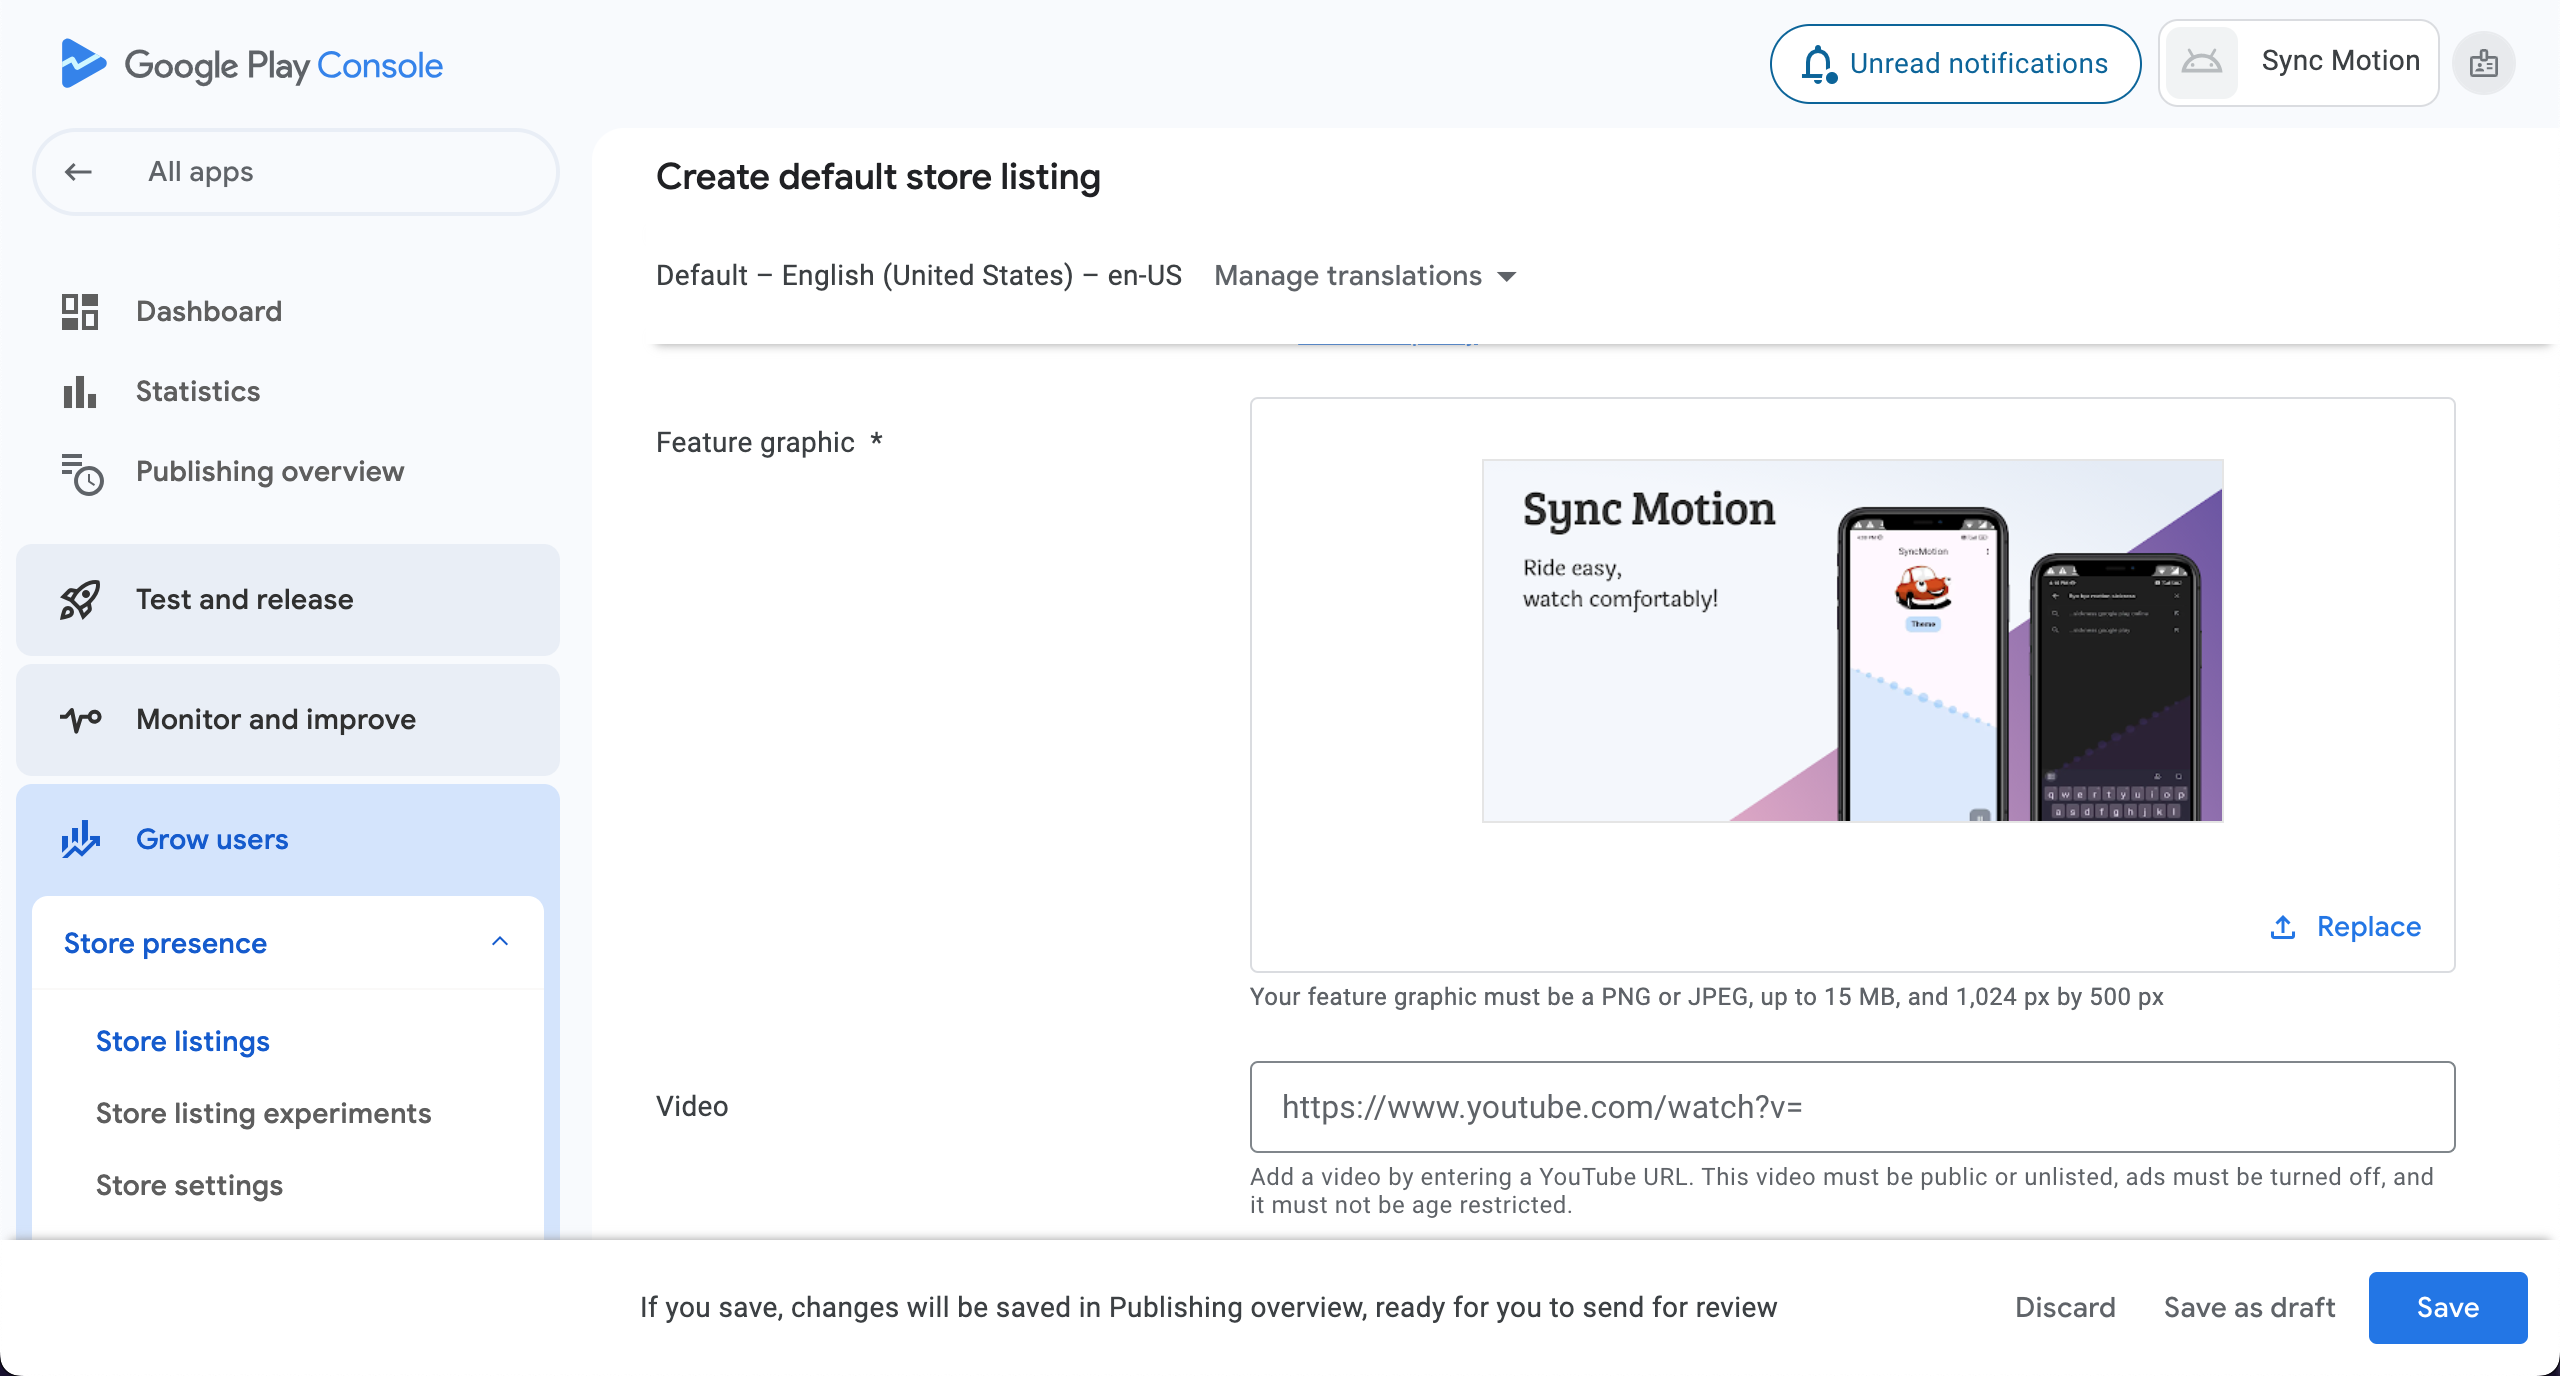 Google Play Console
Unread notifications
Sync Motion
All apps
Create default store listing
Default – English (United States) – en-US
Manage translations
Dashboard
Statistics
Publishing overview
Test and release
Monitor and improve
Grow users
Store presence
Store listings
Store listing experiments
Store settings
Feature graphic *
Sync Motion
Ride easy,
watch comfortably!
SyncMotion
Theme
Bye bye motion sickness
q w e r t y u i o p
a s d f g h j k l
Replace
Your feature graphic must be a PNG or JPEG, up to 15 MB, and 1,024 px by 500 px
Video
https://www.youtube.com/watch?v=
Add a video by entering a YouTube URL. This video must be public or unlisted, ads must be turned off, and
it must not be age restricted.
If you save, changes will be saved in Publishing overview, ready for you to send for review
Discard
Save as draft
Save